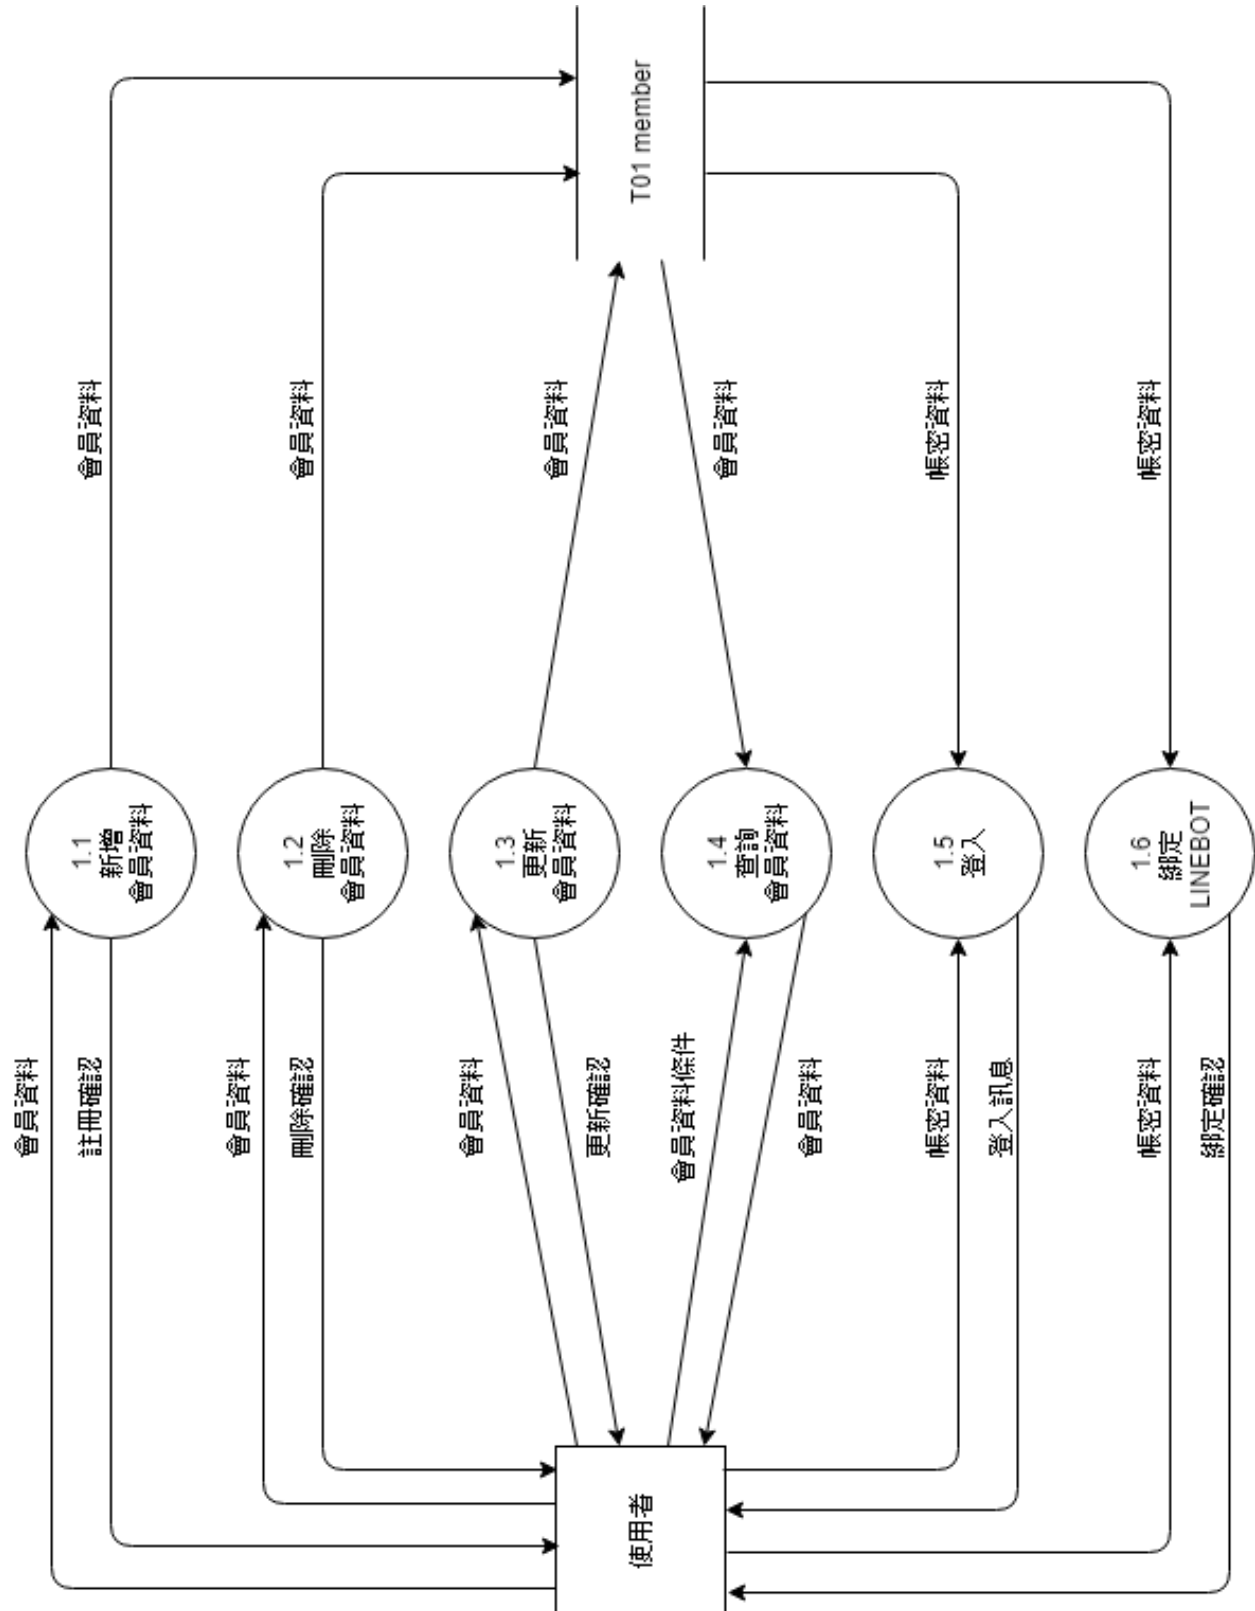 會員資料
註冊確認
1.1
新增
會員資料
會員資料
會員資料
刪除確認
1.2
刪除
會員資料
會員資料
會員資料
更新確認
1.3
更新
會員資料
會員資料
使用者
T01 member
會員資料條件
會員資料
1.4
查詢
會員資料
會員資料
帳密資料
登入訊息
1.5
登入
帳密資料
帳密資料
綁定確認
1.6
綁定
LINEBOT
帳密資料